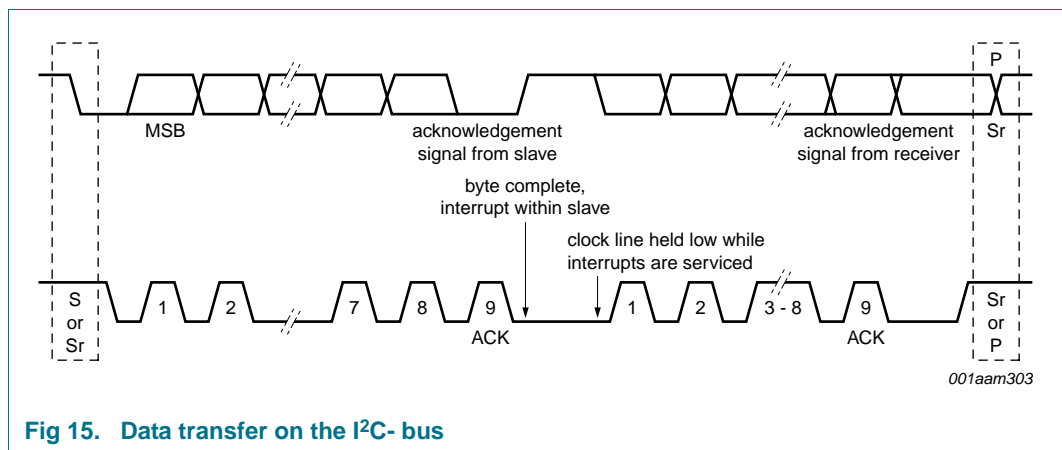 P
MSB
acknowledgement
signal from slave
acknowledgement
signal from receiver
Sr
byte complete,
interrupt within slave
clock line held low while
interrupts are serviced
S
or
Sr
1
2
7
8
9
1
2
3 - 8
9
Sr
or
P
ACK
ACK
001aam303
Fig 15. Data transfer on the I²C- bus